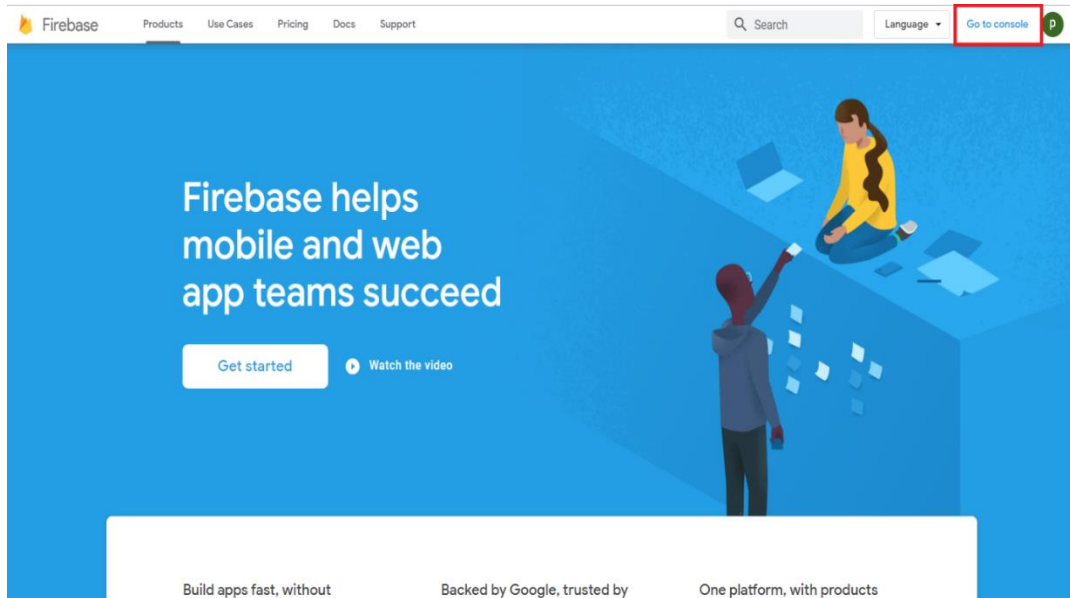 Firebase Products Use Cases Pricing Docs Support Search Language Go to console p
Firebase helps
mobile and web
app teams succeed
Get started Watch the video
Build apps fast, without Backed by Google, trusted by One platform, with products